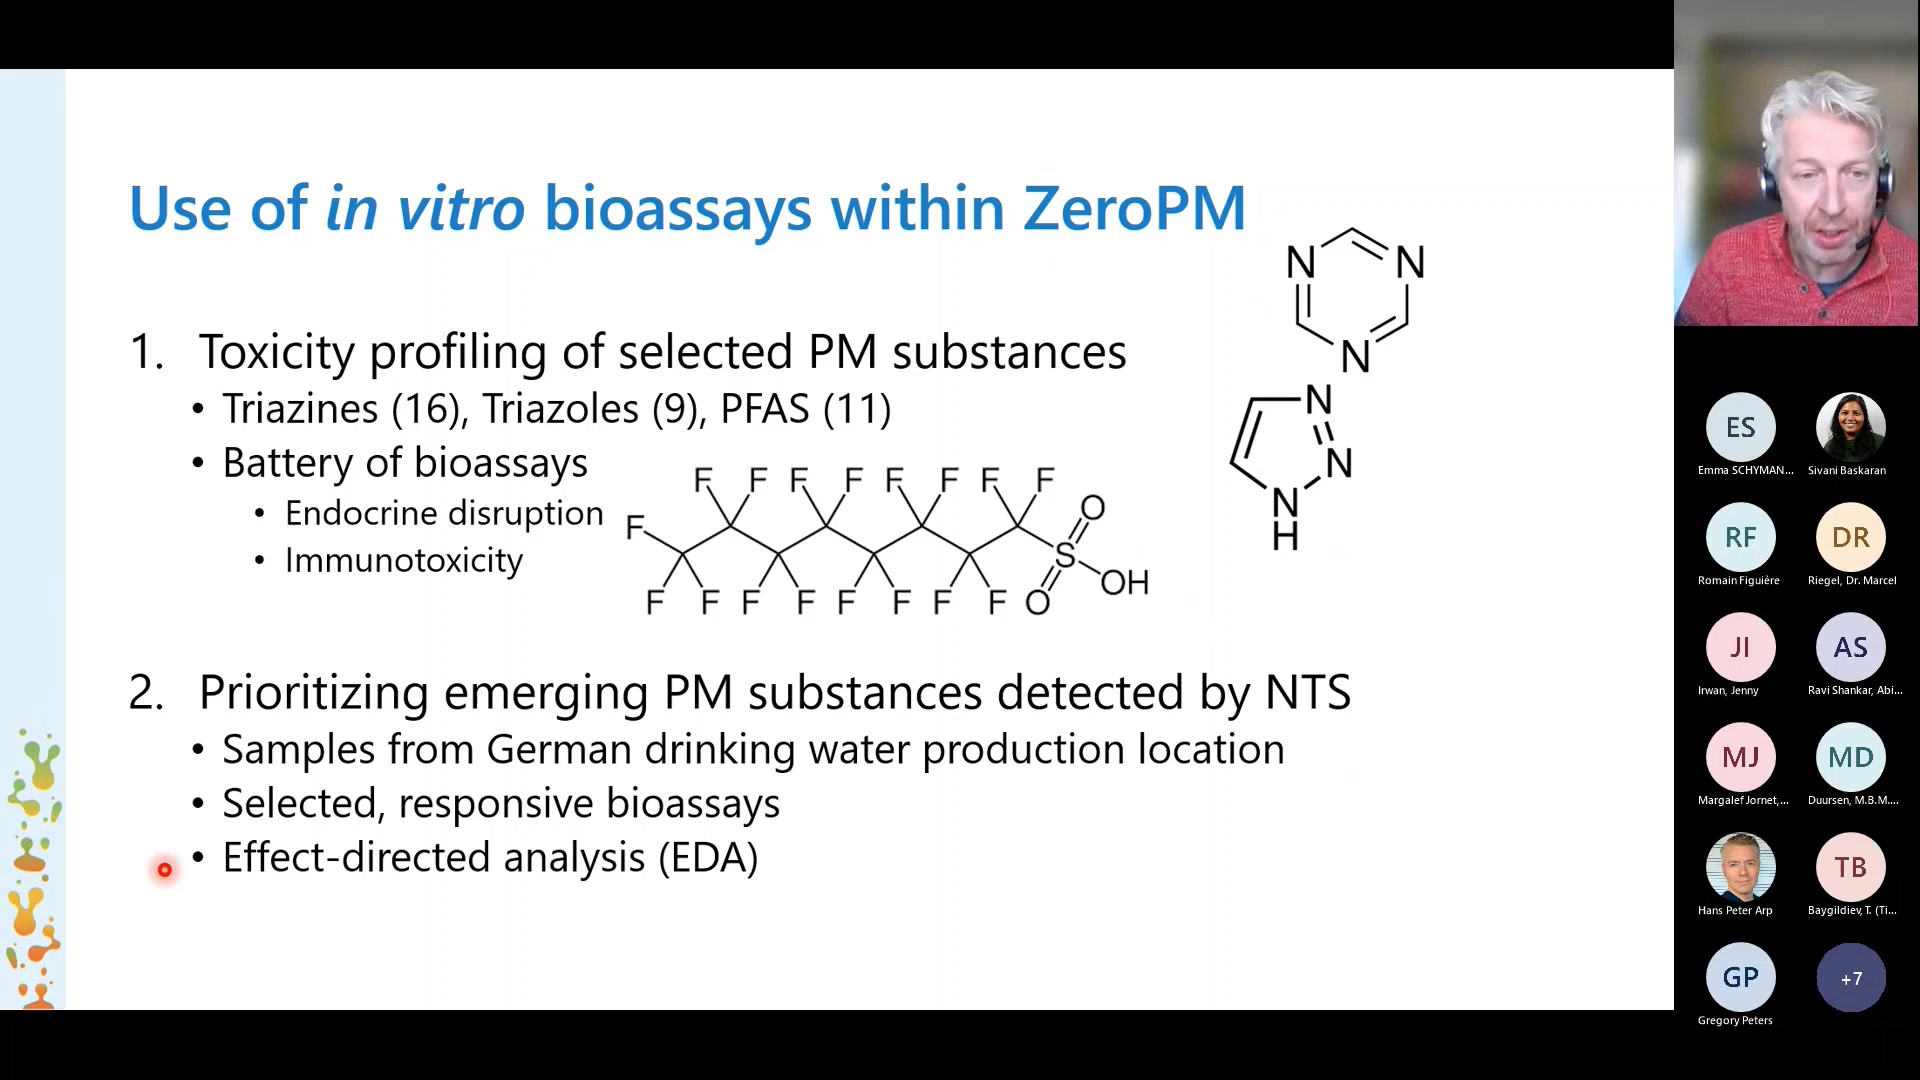 Use of in vitro bioassays within ZeroPM
1. Toxicity profiling of selected PM substances
• Triazines (16), Triazoles (9), PFAS (11)
• Battery of bioassays
• Endocrine disruption
• Immunotoxicity
N N
N
N
N
N
H
F F F F F F F F
F
O
S
OH
F F F F F F F F O
2. Prioritizing emerging PM substances detected by NTS
• Samples from German drinking water production location
• Selected, responsive bioassays
• Effect-directed analysis (EDA)
ES
Emma SCHYMAN... Sivani Baskaran
RF DR
Romain Figuière Riegel, Dr. Marcel
JI AS
Irwan, Jenny Ravi Shankar, Abi...
MJ MD
Margalef Jornet,... Duursen, M.B.M....
TB
Hans Peter Arp Baygildiev, T. (Ti...
GP +7
Gregory Peters